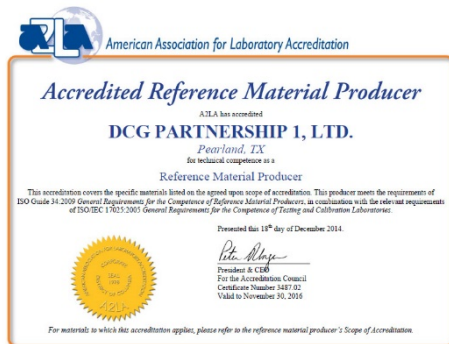 A2LA
American Association for Laboratory Accreditation
Accredited Reference Material Producer
A2LA has accredited
DCG PARTNERSHIP 1, LTD.
Pearland, TX
for technical competence as a
Reference Material Producer
This accreditation covers the specific materials listed on the agreed upon scope of accreditation. This producer meets the requirements of
ISO Guide 34:2009 General Requirements for the Competence of Reference Material Producers, in combination with the relevant requirements
of ISO/IEC 17025:2005 General Requirements for the Competence of Testing and Calibration Laboratories.
Presented this 18th day of December 2014.
President & CEO
For the Accreditation Council
Certificate Number 3487.02
Valid to November 30, 2016
SEAL
1978
A2LA
For materials to which this accreditation applies, please refer to the reference material producer's Scope of Accreditation.